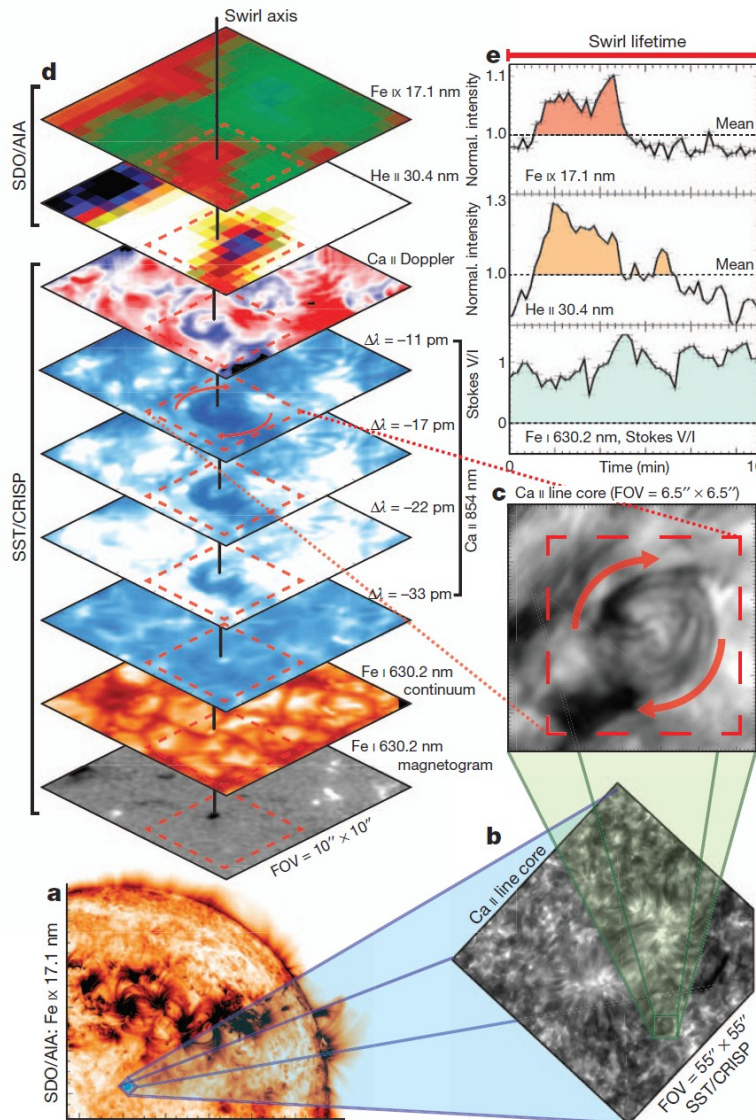 Swirl axis
d
SDO/AIA
Fe IX 17.1 nm
He II 30.4 nm
SST/CRISP
Ca II Doppler
Δλ = −11 pm
Δλ = −17 pm
Δλ = −22 pm
Δλ = −33 pm
Ca II 854 nm
Fe I 630.2 nm
continuum
Fe I 630.2 nm
magnetogram
FOV = 10″ × 10″
e
Swirl lifetime
1.1
Normal. intensity
Mean
1.0
Fe IX 17.1 nm
1.3
Normal. intensity
Mean
1.0
He II 30.4 nm
Stokes V/I
1
0
Fe I 630.2 nm, Stokes V/I
0
Time (min)
c
Ca II line core (FOV = 6.5″ × 6.5″)
a
SDO/AIA: Fe IX 17.1 nm
b
Ca II line core
FOV = 55″ × 55″
SST/CRISP